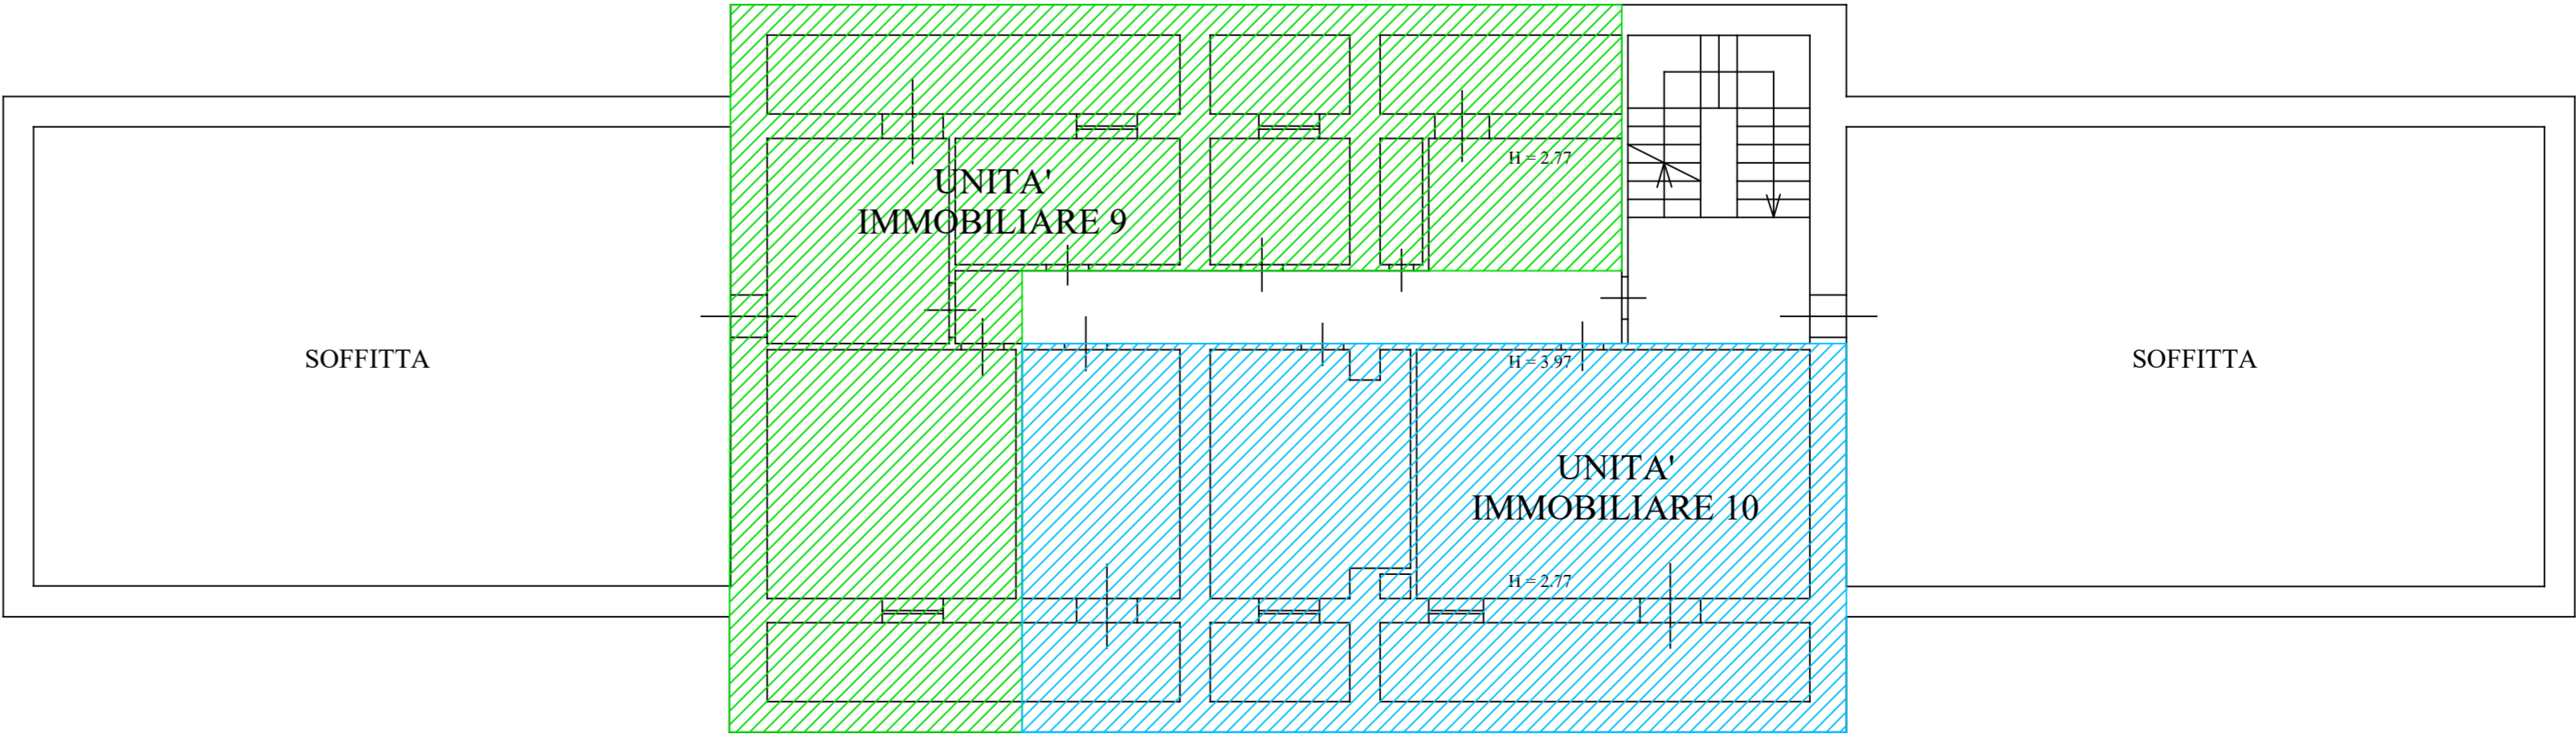 H = 2.77
UNITA'
IMMOBILIARE 9
SOFFITTA
H = 3.97
SOFFITTA
UNITA'
IMMOBILIARE 10
H = 2.77